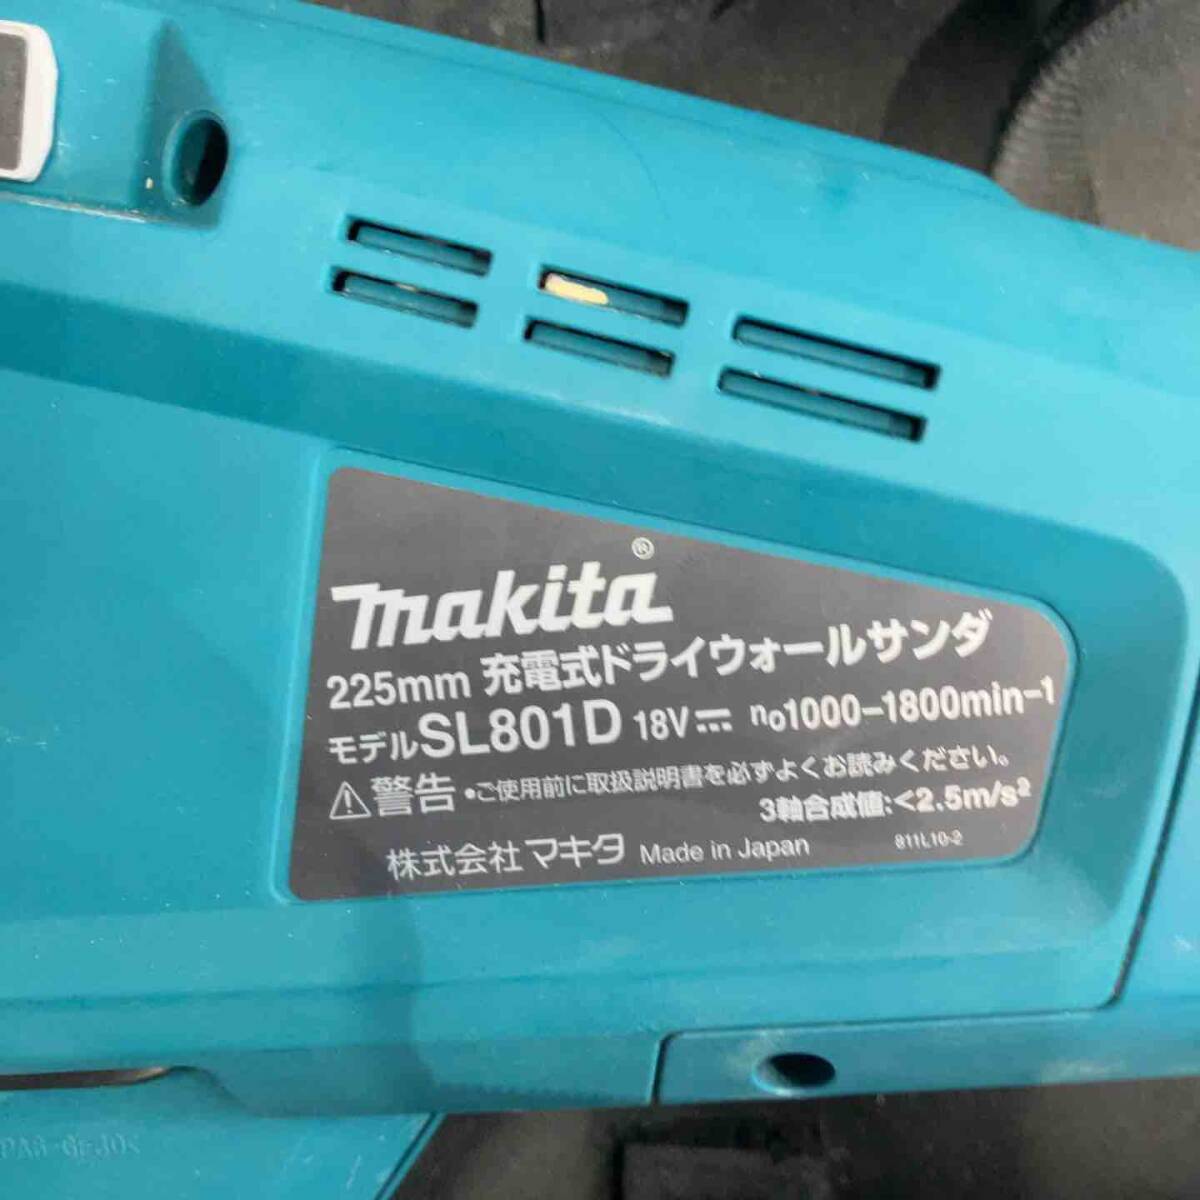 makita®
225mm 充電式ドライウォールサンダ
モデルSL801D 18V⎓ n₀1000-1800min-1
⚠警告 •ご使用前に取扱説明書を必ずよくお読みください。
3軸合成値:<2.5m/s²
株式会社マキタ Made in Japan 811L10-2